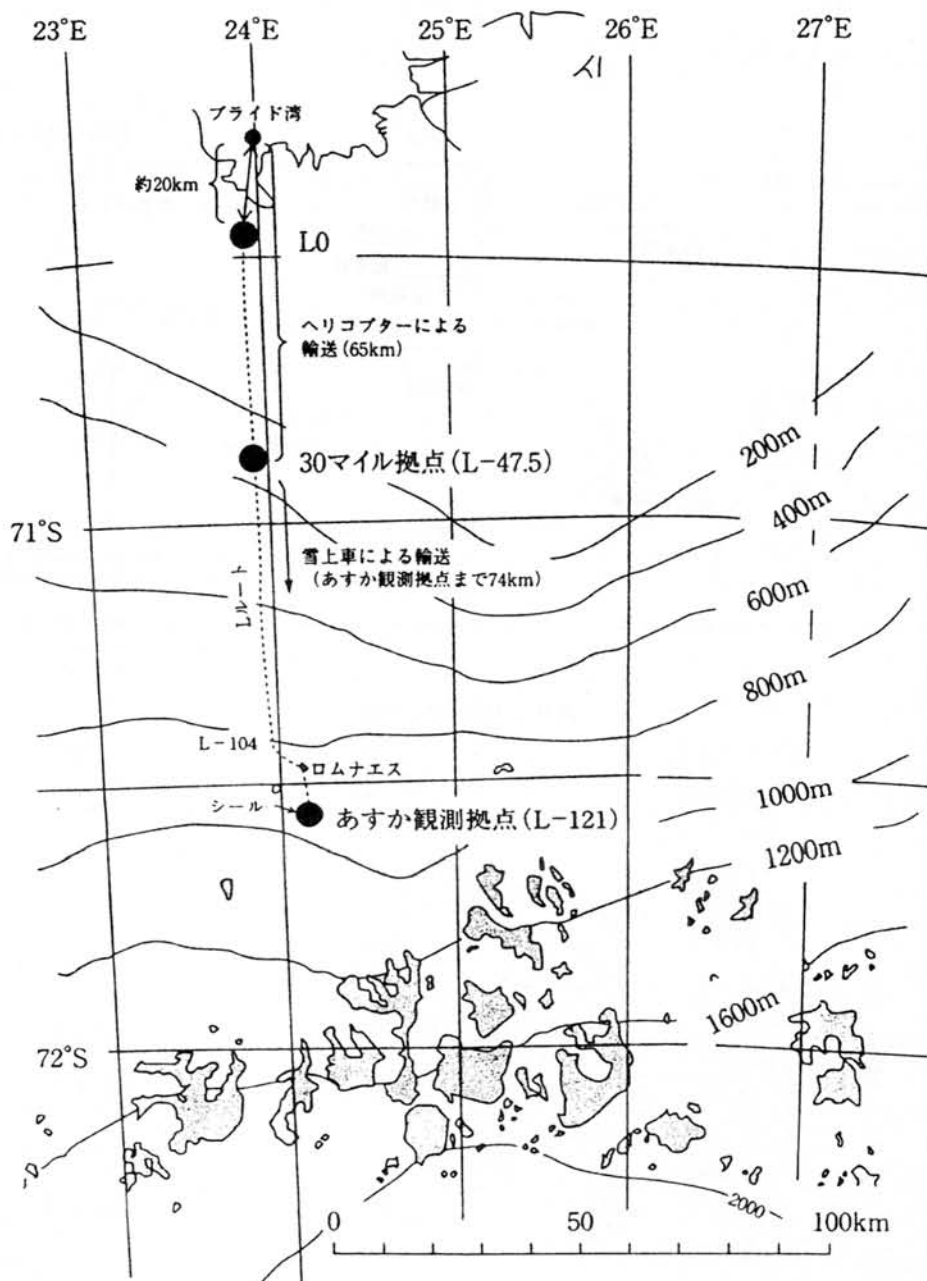 23°E 24°E 25°E 26°E 27°E
ブライド湾
約20km
L0
ヘリコプターによる
輸送(65km)
30マイル拠点(L-47.5)
200m
400m
71°S
雪上車による輸送
(あすか観測拠点まで74km)
Lルート
600m
800m
L-104
ロムナエス
シール
あすか観測拠点(L-121)
1000m
1200m
1600m
72°S
2000
0 50 100km